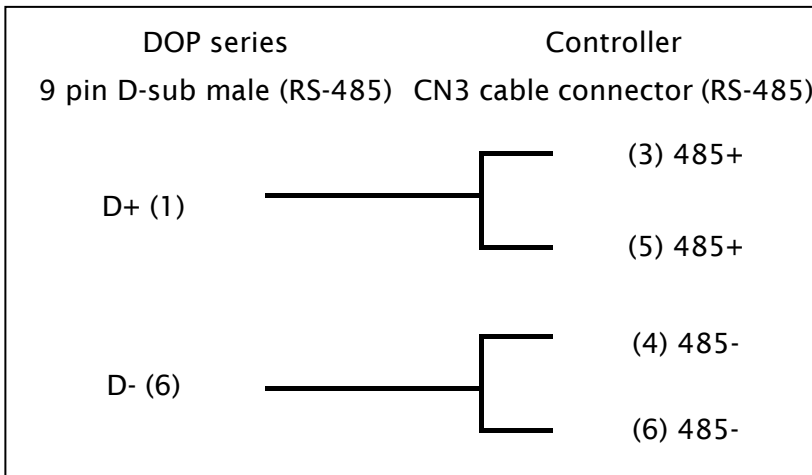 DOP series Controller
9 pin D-sub male (RS-485) CN3 cable connector (RS-485)
(3) 485+
D+ (1)
(5) 485+
(4) 485-
D- (6)
(6) 485-